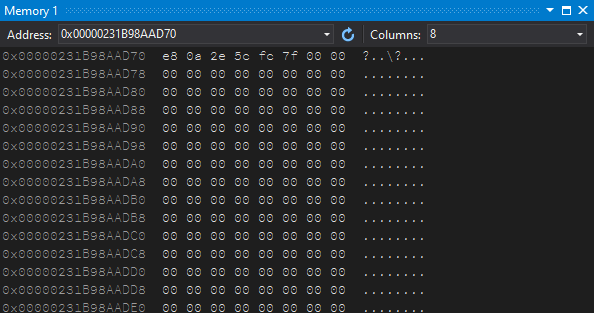 Memory 1
Address: 0x00000231B98AAD70 Columns: 8
0x00000231B98AAD70 e8 0a 2e 5c fc 7f 00 00 ?..\?...
0x00000231B98AAD78 00 00 00 00 00 00 00 00 ........
0x00000231B98AAD80 00 00 00 00 00 00 00 00 ........
0x00000231B98AAD88 00 00 00 00 00 00 00 00 ........
0x00000231B98AAD90 00 00 00 00 00 00 00 00 ........
0x00000231B98AAD98 00 00 00 00 00 00 00 00 ........
0x00000231B98AADA0 00 00 00 00 00 00 00 00 ........
0x00000231B98AADA8 00 00 00 00 00 00 00 00 ........
0x00000231B98AADB0 00 00 00 00 00 00 00 00 ........
0x00000231B98AADB8 00 00 00 00 00 00 00 00 ........
0x00000231B98AADC0 00 00 00 00 00 00 00 00 ........
0x00000231B98AADC8 00 00 00 00 00 00 00 00 ........
0x00000231B98AADD0 00 00 00 00 00 00 00 00 ........
0x00000231B98AADD8 00 00 00 00 00 00 00 00 ........
0x00000231B98AADE0 00 00 00 00 00 00 00 00 ........